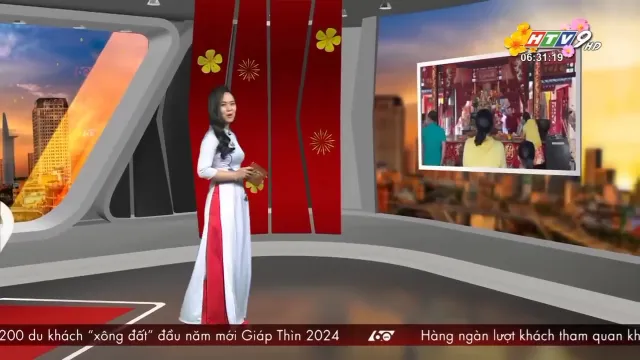 HTV9 HD
06:31:19
200 du khách “xông đất” đầu năm mới Giáp Thìn 2024 60 Hàng ngàn lượt khách tham quan kh